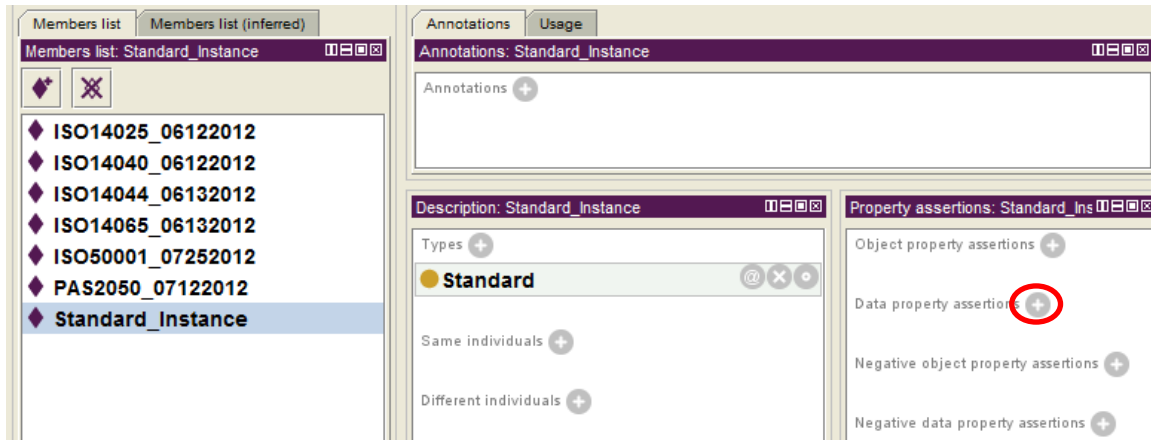 Members list
Members list (inferred)
Members list: Standard_Instance
ISO14025_06122012
ISO14040_06122012
ISO14044_06132012
ISO14065_06132012
ISO50001_07252012
PAS2050_07122012
Standard_Instance
Annotations
Usage
Annotations: Standard_Instance
Annotations
Description: Standard_Instance
Types
Standard
Same individuals
Different individuals
Property assertions: Standard_Ins
Object property assertions
Data property assertions
Negative object property assertions
Negative data property assertions